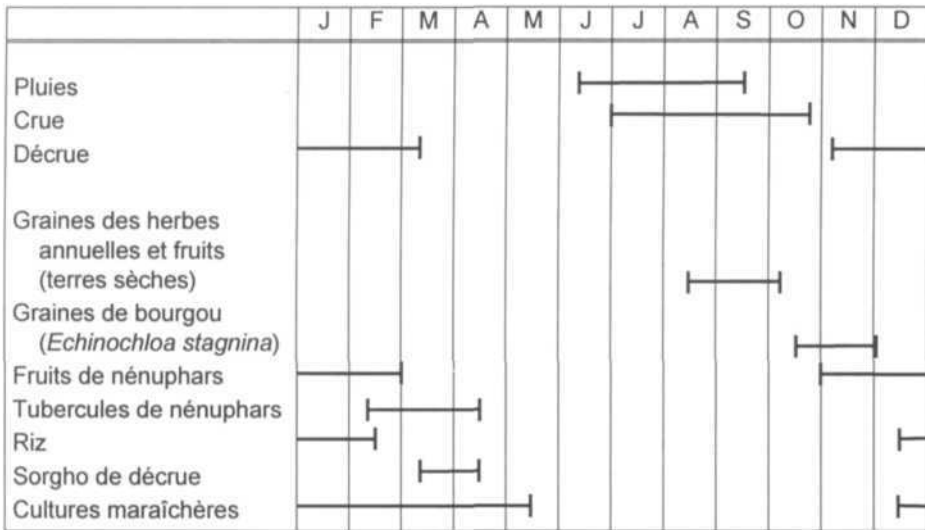 J F M A M J J A S O N D
Pluies
Crue
Décrue
Graines des herbes
annuelles et fruits
(terres sèches)
Graines de bourgou
(Echinochloa stagnina)
Fruits de nénuphars
Tubercules de nénuphars
Riz
Sorgho de décrue
Cultures maraîchères